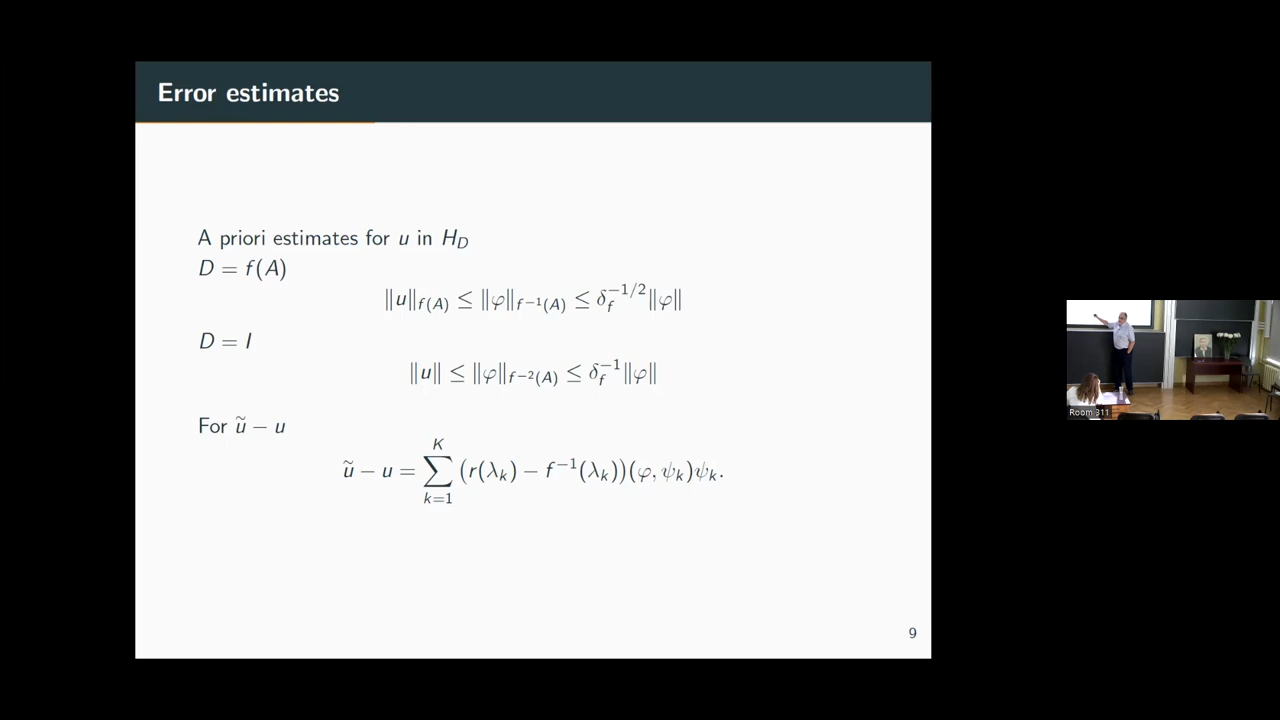 Error estimates
A priori estimates for u in H_D
D = f(A)
‖u‖_{f(A)} ≤ ‖φ‖_{f^{-1}(A)} ≤ δ_f^{-1/2}‖φ‖
D = I
‖u‖ ≤ ‖φ‖_{f^{-2}(A)} ≤ δ_f^{-1}‖φ‖
For ũ − u
ũ − u = ∑_{k=1}^{K} (r(λ_k) − f^{-1}(λ_k))(φ, ψ_k)ψ_k.
9
Room 311